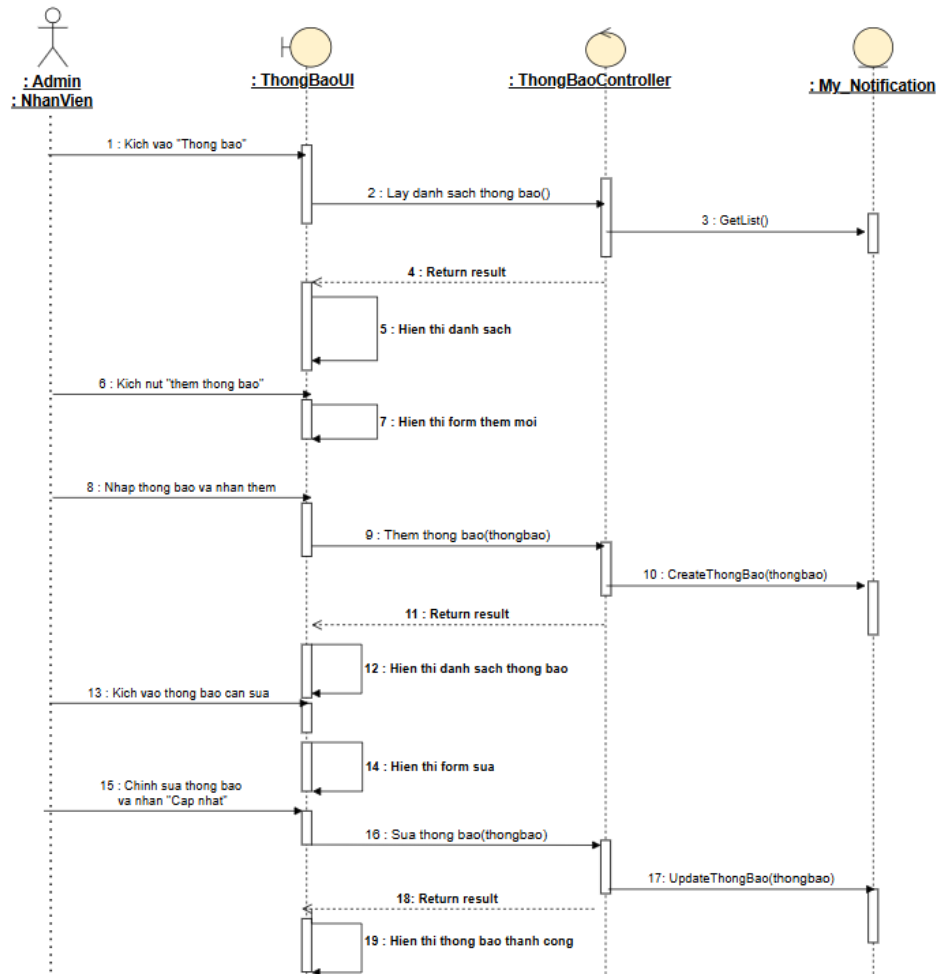 : Admin
: NhanVien
: ThongBaoUI
: ThongBaoController
: My_Notification
1 : Kich vao "Thong bao"
2 : Lay danh sach thong bao()
3 : GetList()
4 : Return result
5 : Hien thi danh sach
6 : Kich nut "them thong bao"
7 : Hien thi form them moi
8 : Nhap thong bao va nhan them
9 : Them thong bao(thongbao)
10 : CreateThongBao(thongbao)
11 : Return result
12 : Hien thi danh sach thong bao
13 : Kich vao thong bao can sua
14 : Hien thi form sua
15 : Chinh sua thong bao
va nhan "Cap nhat"
16 : Sua thong bao(thongbao)
17: UpdateThongBao(thongbao)
18: Return result
19 : Hien thi thong bao thanh cong